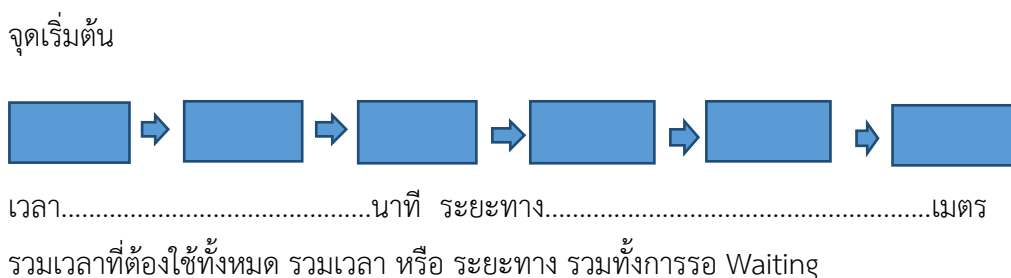 จุดเริ่มต้น
เวลา..............................................นาที ระยะทาง.........................................................เมตร
รวมเวลาที่ต้องใช้ทั้งหมด รวมเวลา หรือ ระยะทาง รวมทั้งการรอ Waiting